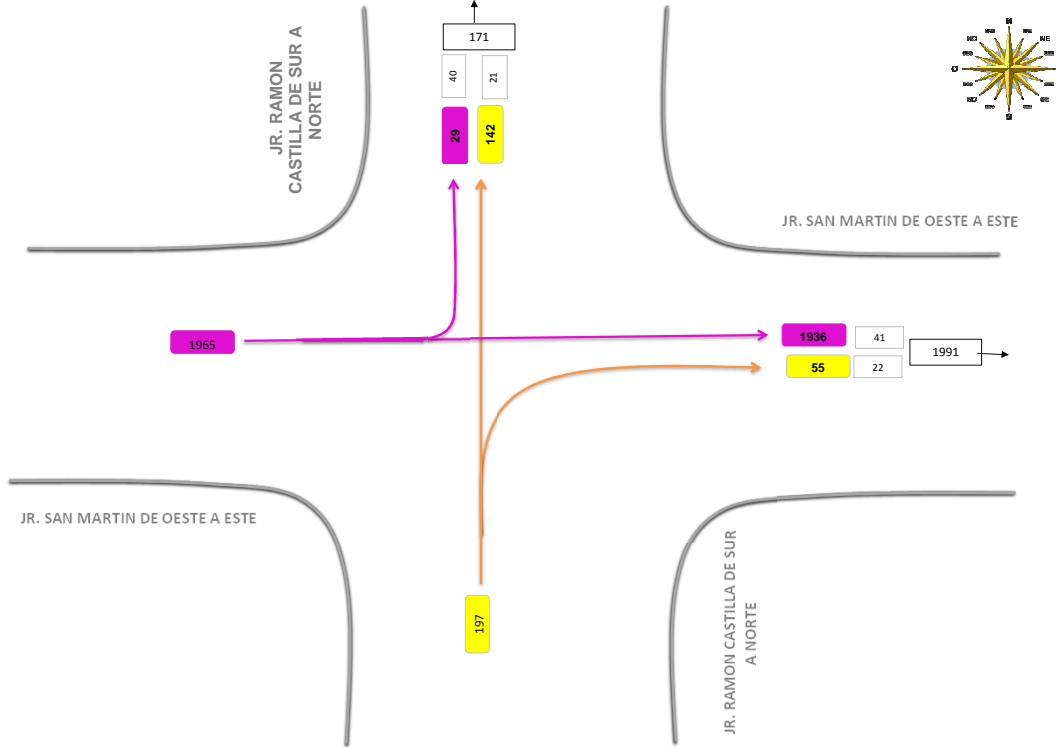 171
40
21
29
142
JR. RAMON
CASTILLA DE SUR A
NORTE
N
NE
JR. SAN MARTIN DE OESTE A ESTE
1965
1936
41
1991
55
22
JR. SAN MARTIN DE OESTE A ESTE
197
JR. RAMON CASTILLA DE SUR
A NORTE